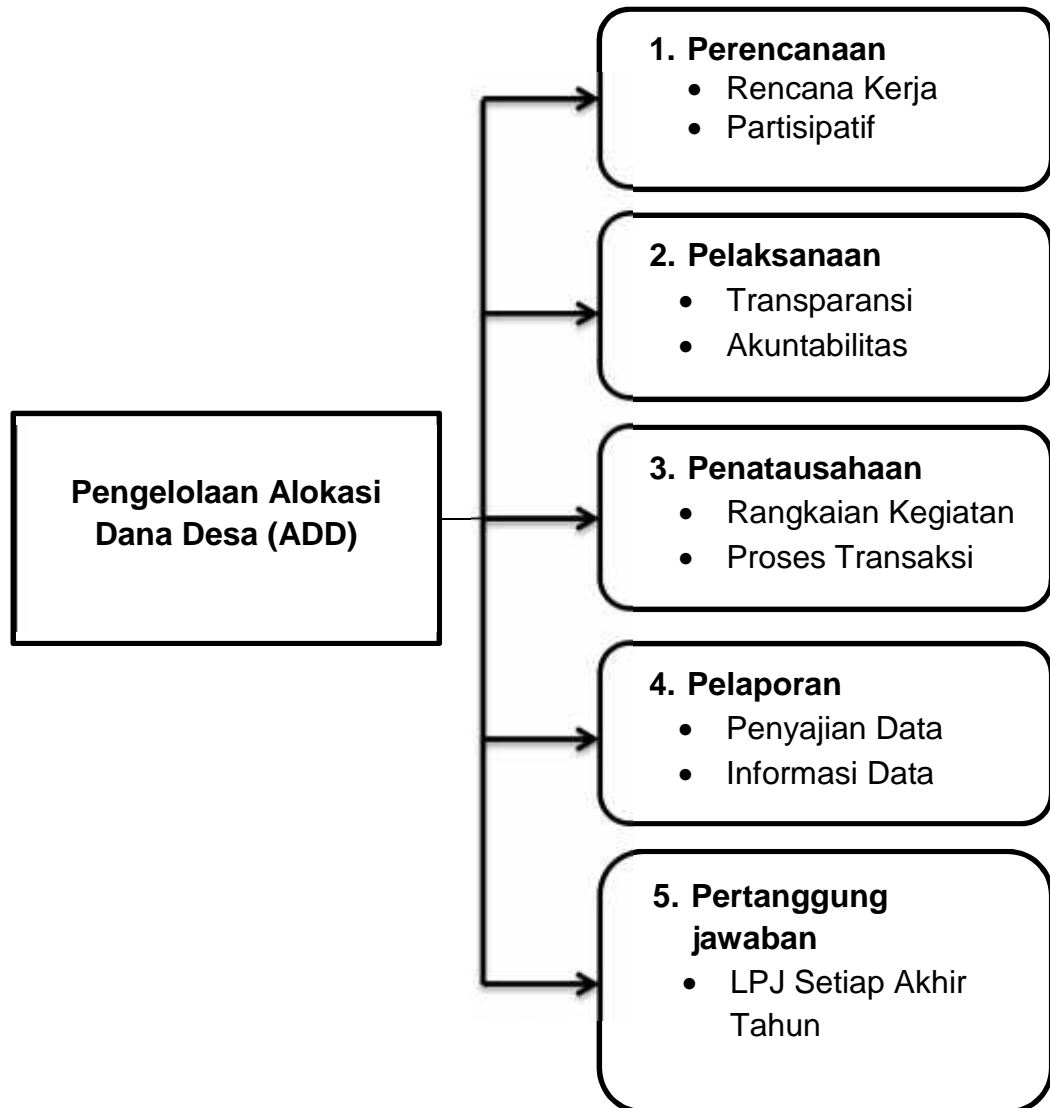 1. Perencanaan
• Rencana Kerja
• Partisipatif
2. Pelaksanaan
• Transparansi
• Akuntabilitas
Pengelolaan Alokasi
Dana Desa (ADD)
3. Penatausahaan
• Rangkaian Kegiatan
• Proses Transaksi
4. Pelaporan
• Penyajian Data
• Informasi Data
5. Pertanggung
jawaban
• LPJ Setiap Akhir
Tahun